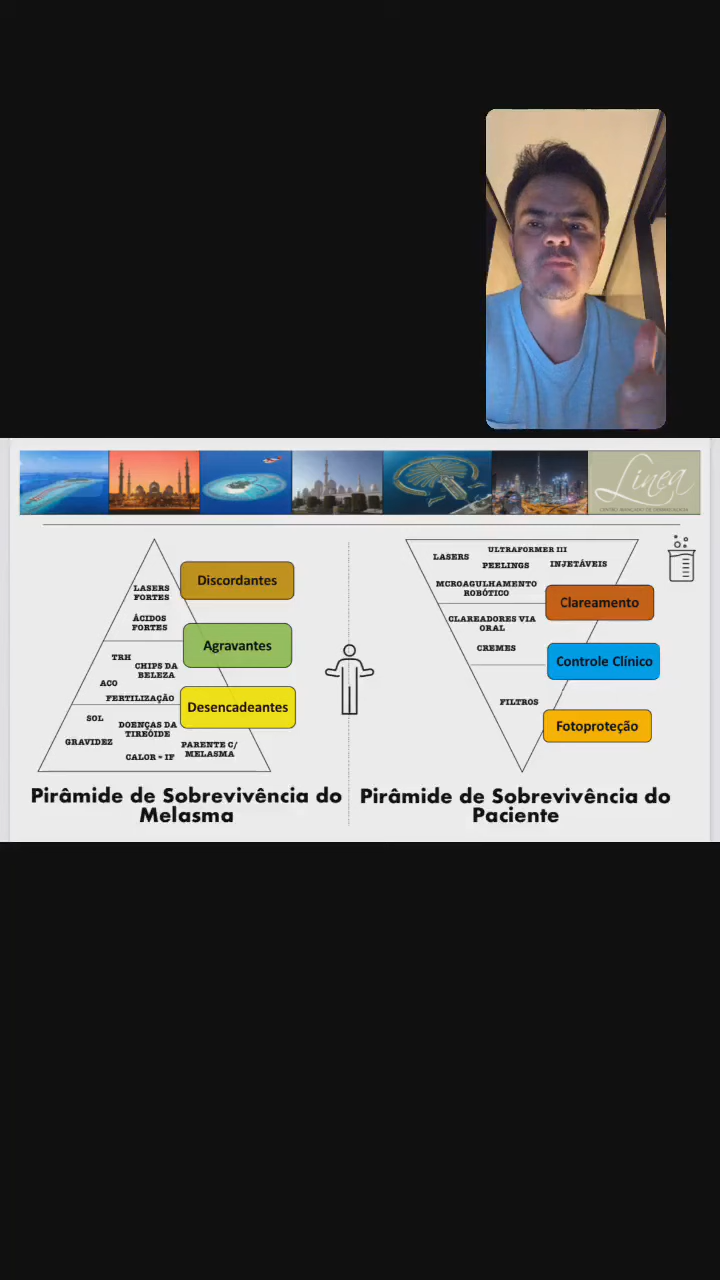 Linea
LASERS
FORTES
Discordantes
ÁCIDOS
FORTES
Agravantes
TRH
CHIPS DA
BELEZA
ACO
FERTILIZAÇÃO
Desencadeantes
SOL
DOENÇAS DA
TIREÓIDE
GRAVIDEZ
PARENTE C/
MELASMA
CALOR = IF
Pirâmide de Sobrevivência do
Melasma
ULTRAFORMER III
LASERS
PEELINGS
INJETÁVEIS
MCROAGULHAMENTO
ROBÓTICO
Clareamento
CLAREADORES VIA
ORAL
CREMES
Controle Clínico
FILTROS
Fotoproteção
Pirâmide de Sobrevivência do
Paciente